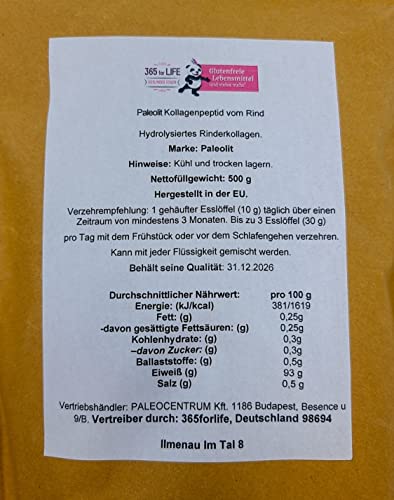 365 for LIFE
Glutenfreie
Lebensmittel
und vieles mehr!
Paleolit Kollagenpeptid vom Rind
Hydrolysiertes Rinderkollagen.
Marke: Paleolit
Hinweise: Kühl und trocken lagern.
Nettofüllgewicht: 500 g
Hergestellt in der EU.
Verzehrempfehlung: 1 gehäufter Esslöffel (10 g) täglich über einen
Zeitraum von mindestens 3 Monaten. Bis zu 3 Esslöffel (30 g)
pro Tag mit dem Frühstück oder vor dem Schlafengehen verzehren.
Kann mit jeder Flüssigkeit gemischt werden.
Behält seine Qualität: 31.12.2026
Durchschnittlicher Nährwert: pro 100 g
Energie: (kJ/kcal) 381/1619
Fett: (g) 0,25g
-davon gesättigte Fettsäuren: (g) 0,25g
Kohlenhydrate: (g) 0,3g
–davon Zucker: (g) 0,3g
Ballaststoffe: (g) 0,5g
Eiweiß (g) 93 g
Salz (g) 0,5 g
Vertriebshändler: PALEOCENTRUM Kft. 1186 Budapest, Besence u
9/B. Vertreiber durch: 365forlife, Deutschland 98694
Ilmenau Im Tal 8